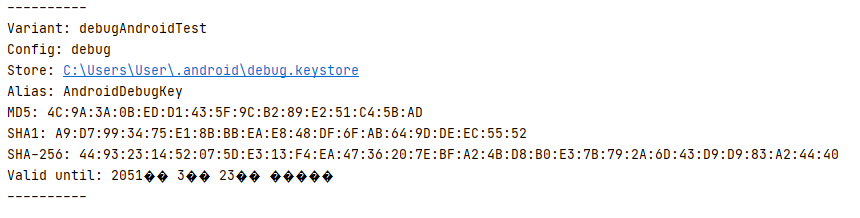 ----------
Variant: debugAndroidTest
Config: debug
Store: C:\Users\User\.android\debug.keystore
Alias: AndroidDebugKey
MD5: 4C:9A:3A:0B:ED:D1:43:5F:9C:B2:89:E2:51:C4:5B:AD
SHA1: A9:D7:99:34:75:E1:8B:BB:EA:E8:48:DF:6F:AB:64:9D:DE:EC:55:52
SHA-256: 44:93:23:14:52:07:5D:E3:13:F4:EA:47:36:20:7E:BF:A2:4B:D8:B0:E3:7B:79:2A:6D:43:D9:D9:83:A2:44:40
Valid until: 2051�� 3�� 23�� �����
----------